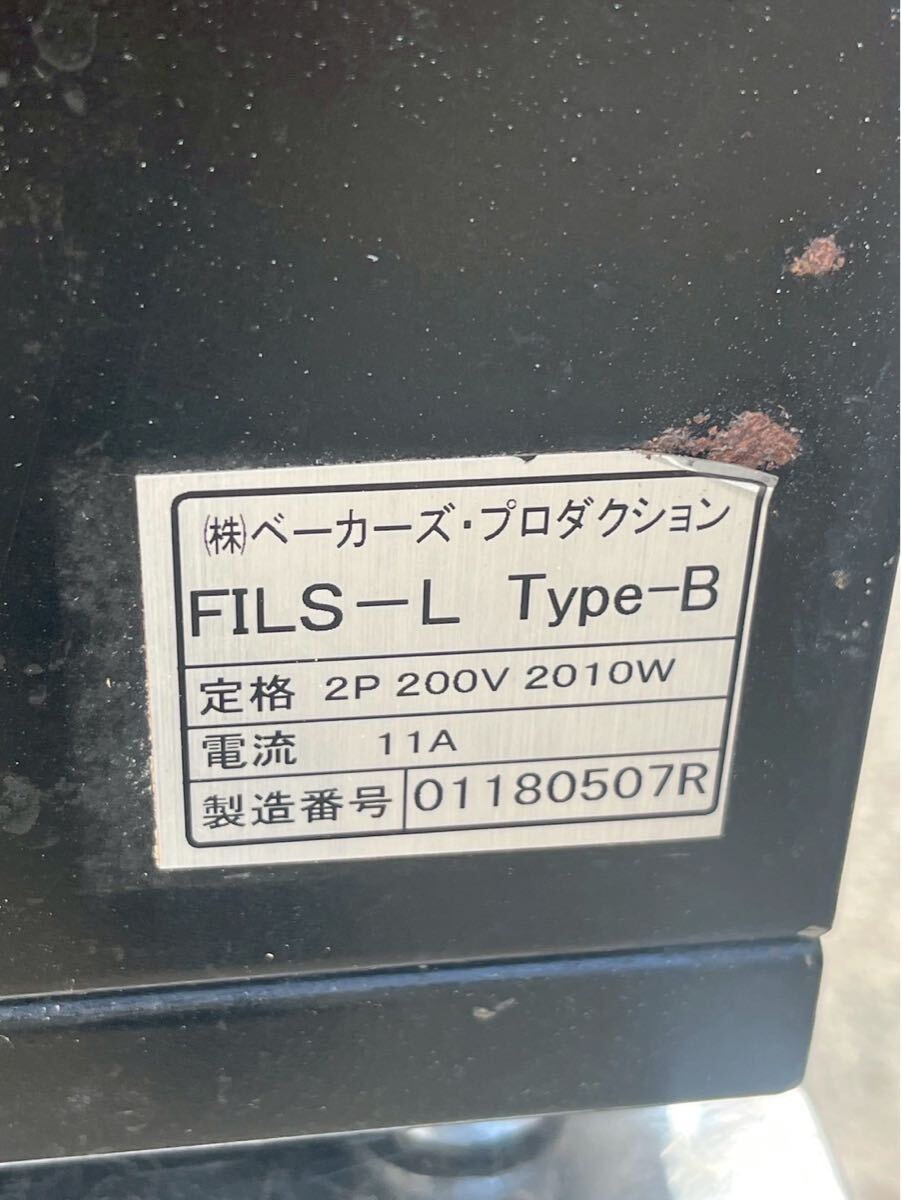 ㈱ベーカーズ・プロダクション
FILS-L Type-B
定格 2P 200V 2010W
電流 11A
製造番号 01180507R